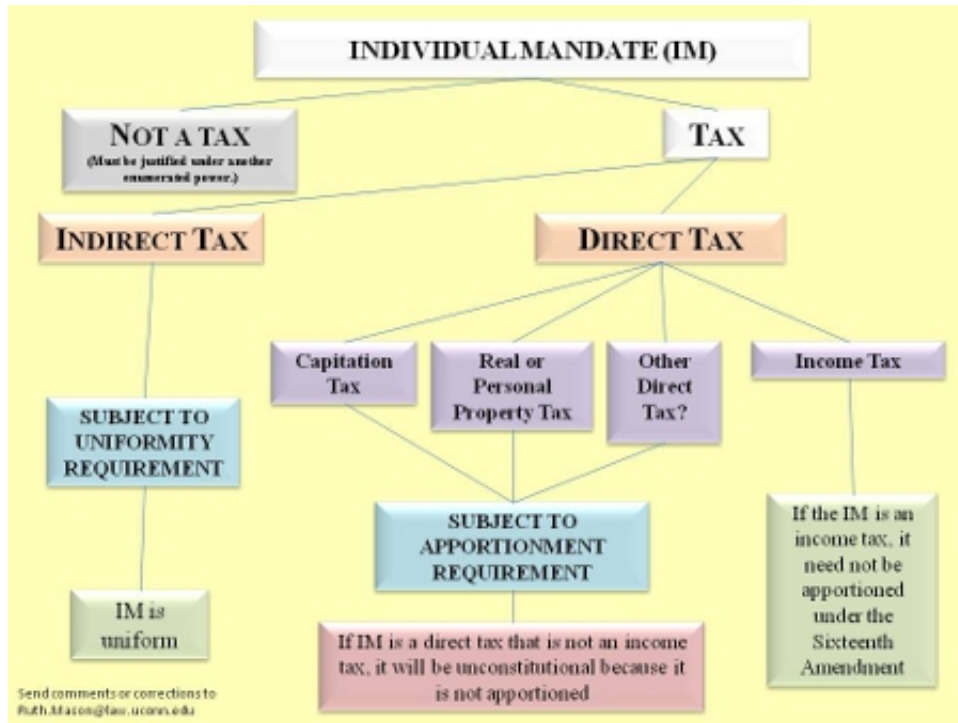 INDIVIDUAL MANDATE (IM)
NOT A TAX
(Must be justified under another
enumerated power.)
TAX
INDIRECT TAX
DIRECT TAX
Capitation
Tax
Real or
Personal
Property Tax
Other
Direct
Tax?
Income Tax
SUBJECT TO
UNIFORMITY
REQUIREMENT
SUBJECT TO
APPORTIONMENT
REQUIREMENT
If the IM is an
income tax, it
need not be
apportioned
under the
Sixteenth
Amendment
IM is
uniform
If IM is a direct tax that is not an income
tax, it will be unconstitutional because it
is not apportioned
Send comments or corrections to
Ruth.Mason@law.uconn.edu